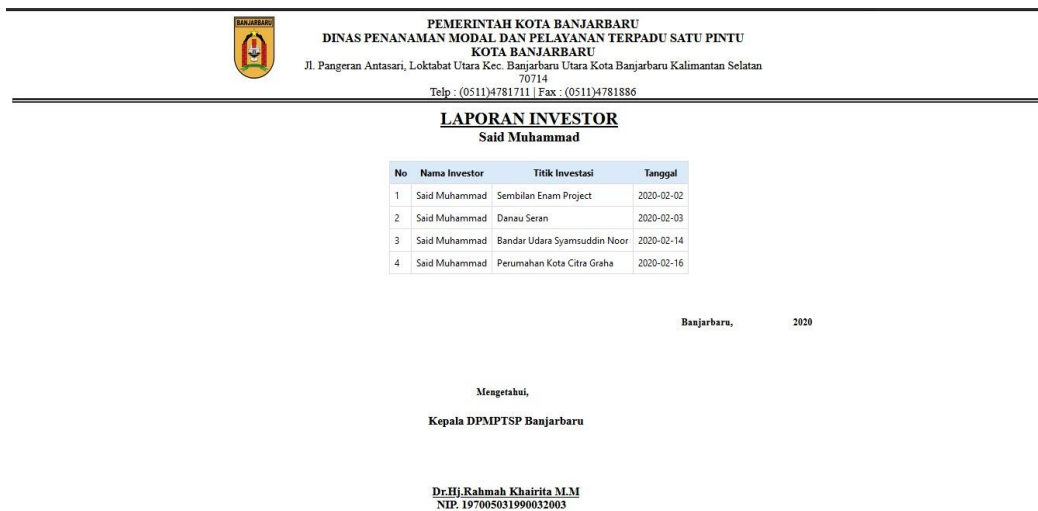 BANJARBARU
PEMERINTAH KOTA BANJARBARU
DINAS PENANAMAN MODAL DAN PELAYANAN TERPADU SATU PINTU
KOTA BANJARBARU
Jl. Pangeran Antasari, Loktabat Utara Kec. Banjarbaru Utara Kota Banjarbaru Kalimantan Selatan
70714
Telp : (0511)4781711 | Fax : (0511)4781886
LAPORAN INVESTOR
Said Muhammad
No Nama Investor Titik Investasi Tanggal
1 Said Muhammad Sembilan Enam Project 2020-02-02
2 Said Muhammad Danau Seran 2020-02-03
3 Said Muhammad Bandar Udara Syamsuddin Noor 2020-02-14
4 Said Muhammad Perumahan Kota Citra Graha 2020-02-16
Banjarbaru, 2020
Mengetahui,
Kepala DPMPTSP Banjarbaru
Dr.Hj.Rahmah Khairita M.M
NIP. 197005031990032003